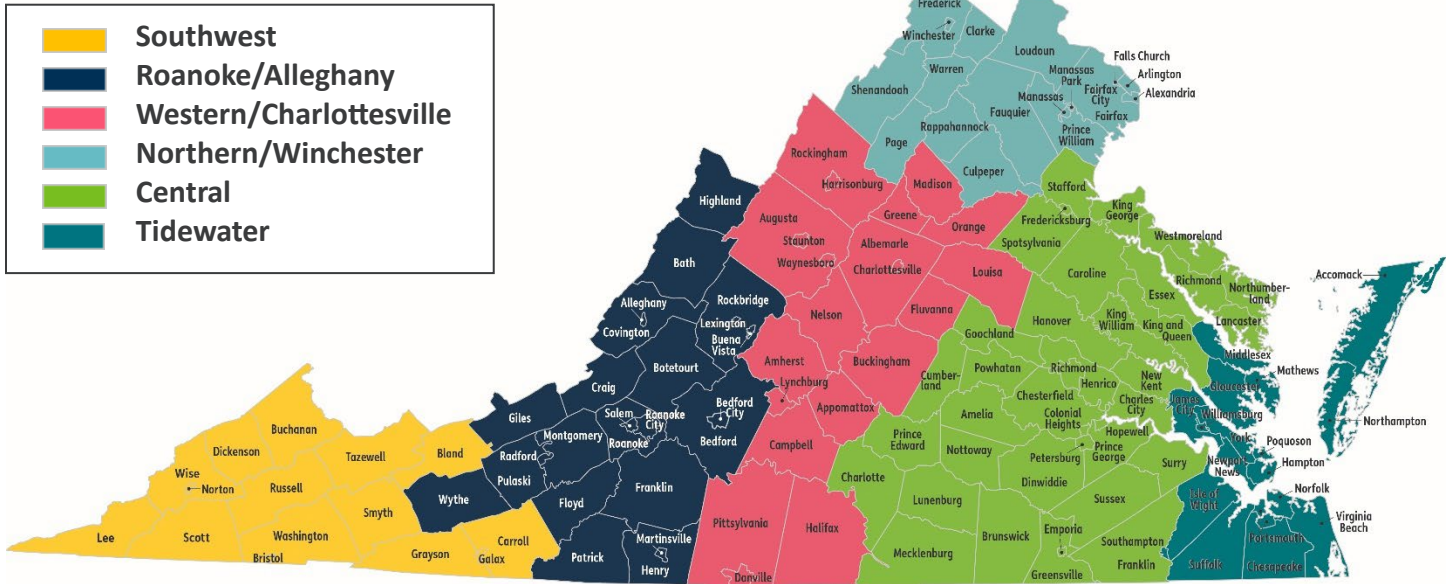 Southwest
Roanoke/Alleghany
Western/Charlottesville
Northern/Winchester
Central
Tidewater
Frederick
Winchester
Clarke
Loudoun
Falls Church
Arlington
Alexandria
Manassas
Park
Fairfax
City
Manassas
Fairfax
Warren
Shenandoah
Fauquier
Rappahannock
Prince
William
Page
Culpeper
Rockingham
Harrisonburg
Madison
Stafford
Highland
Greene
Orange
Fredericksburg
King
George
Augusta
Staunton
Waynesboro
Albemarle
Charlottesville
Spotsylvania
Westmoreland
Bath
Louisa
Caroline
Richmond
Northumber-
land
Accomack
Essex
Alleghany
Covington
Rockbridge
Lexington
Buena
Vista
Nelson
Fluvanna
Goochland
Hanover
King
William
King and
Queen
Lancaster
Middlesex
Mathews
Amherst
Lynchburg
Buckingham
Botetourt
Craig
Cumber-
land
Powhatan
Richmond
Henrico
New
Kent
Gloucester
Chesterfield
Charles
City
James
City
Williamsburg
Northampton
Giles
Salem
Roanoke
City
Roanoke
Bedford
City
Bedford
Appomattox
Amelia
Colonial
Heights
Hopewell
Prince
George
York
Poquoson
Buchanan
Dickenson
Montgomery
Radford
Campbell
Prince
Edward
Nottoway
Petersburg
Dinwiddie
Surry
Newport
News
Hampton
Tazewell
Bland
Wise
Norton
Russell
Pulaski
Wythe
Franklin
Charlotte
Lunenburg
Sussex
Isle of
Wight
Norfolk
Virginia
Beach
Floyd
Smyth
Pittsylvania
Halifax
Brunswick
Emporia
Southampton
Portsmouth
Lee
Scott
Washington
Bristol
Grayson
Carroll
Galax
Patrick
Martinsville
Henry
Danville
Mecklenburg
Greensville
Franklin
Suffolk
Chesapeake